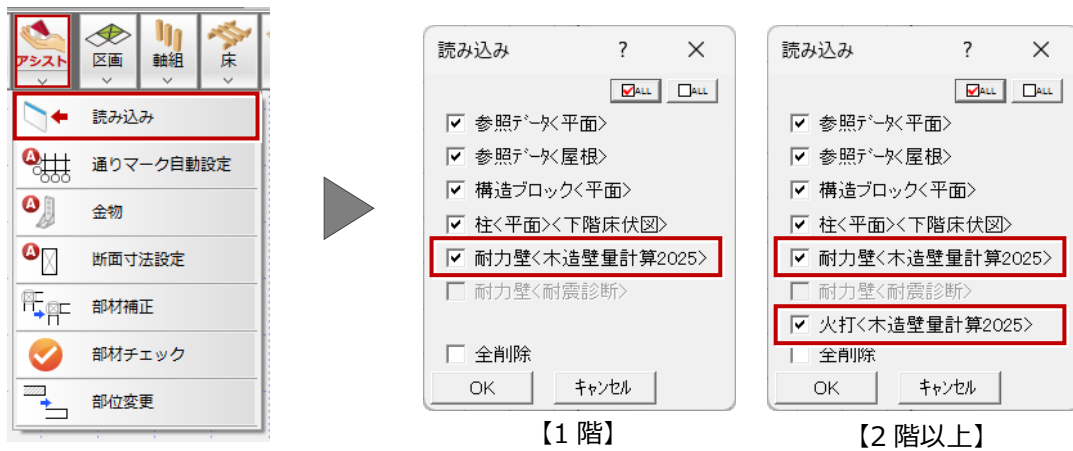 アシスト
区画
軸組
床
読み込み
通りマーク自動設定
金物
断面寸法設定
部材補正
部材チェック
部位変更
読み込み ? ×
ALL ALL
参照ﾃﾞｰﾀ<平面>
参照ﾃﾞｰﾀ<屋根>
構造ブロック<平面>
柱<平面><下階床伏図>
耐力壁<木造壁量計算2025>
耐力壁<耐震診断>
全削除
OK ｷｬﾝｾﾙ
【1 階】
読み込み ? ×
ALL ALL
参照ﾃﾞｰﾀ<平面>
参照ﾃﾞｰﾀ<屋根>
構造ブロック<平面>
柱<平面><下階床伏図>
耐力壁<木造壁量計算2025>
耐力壁<耐震診断>
火打<木造壁量計算2025>
全削除
OK ｷｬﾝｾﾙ
【2 階以上】